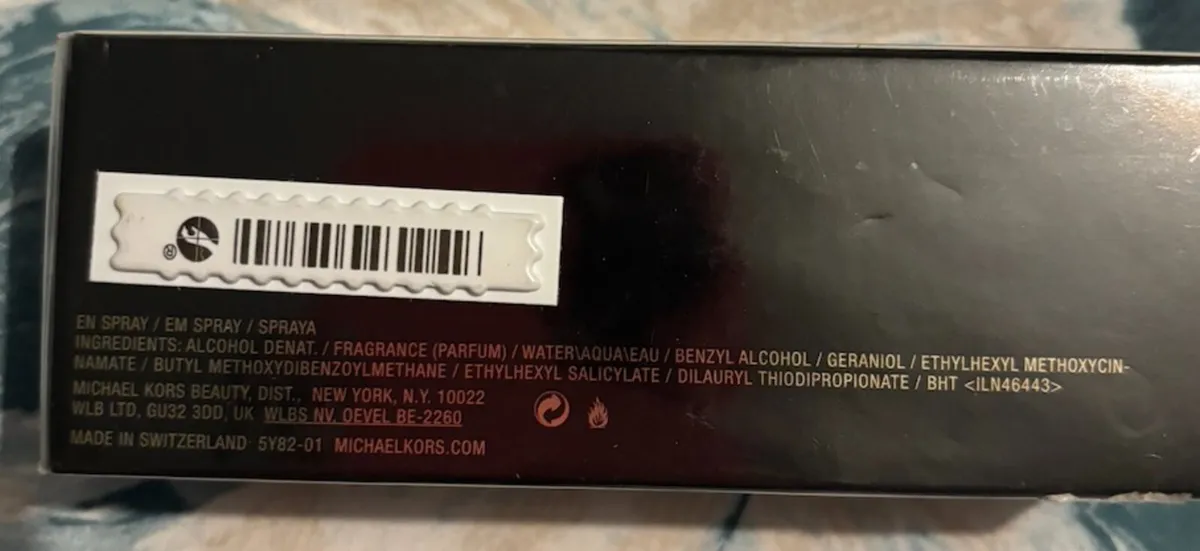 ®
EN SPRAY / EM SPRAY / SPRAYA
INGREDIENTS: ALCOHOL DENAT. / FRAGRANCE (PARFUM) / WATER\AQUA\EAU / BENZYL ALCOHOL / GERANIOL / ETHYLHEXYL METHOXYCIN-
NAMATE / BUTYL METHOXYDIBENZOYLMETHANE / ETHYLHEXYL SALICYLATE / DILAURYL THIODIPROPIONATE / BHT <ILN46443>
MICHAEL KORS BEAUTY, DIST., NEW YORK, N.Y. 10022
WLB LTD, GU32 3DD, UK WLBS NV, OEVEL BE-2260
MADE IN SWITZERLAND 5Y82-01 MICHAELKORS.COM